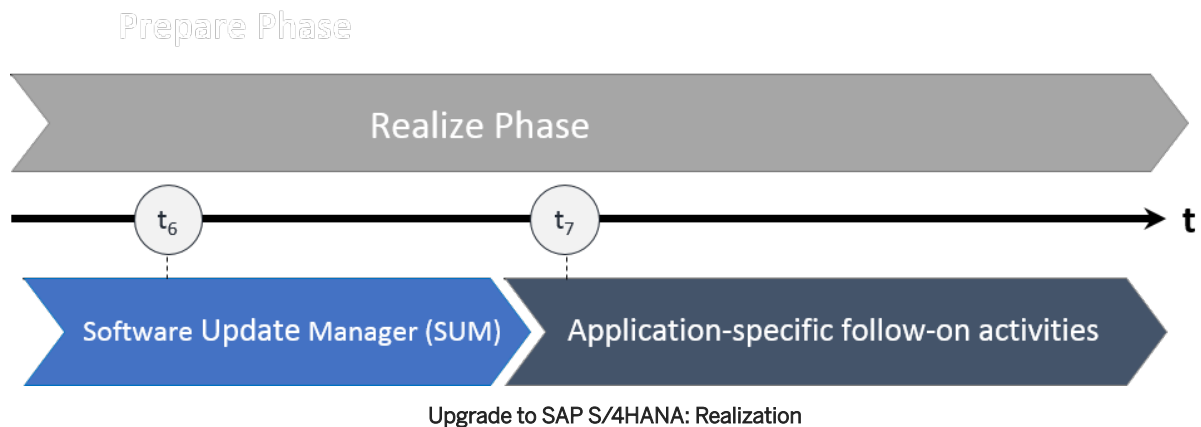 Prepare Phase
Realize Phase
t6
t7
t
Software Update Manager (SUM)
Application-specific follow-on activities
Upgrade to SAP S/4HANA: Realization